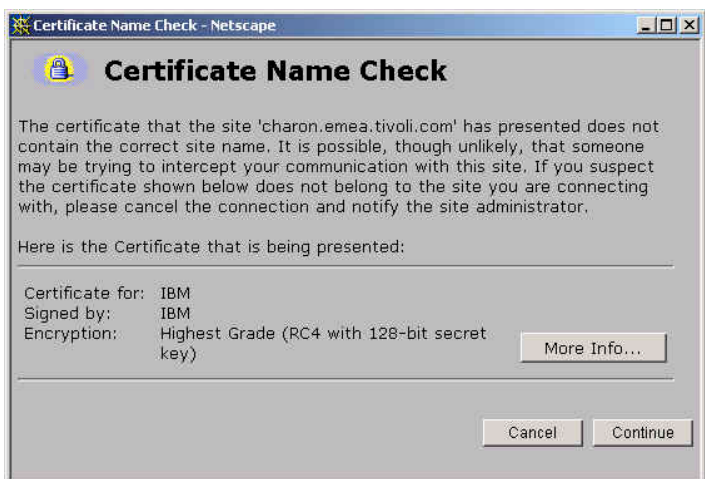 Certificate Name Check - Netscape
Certificate Name Check
The certificate that the site 'charon.emea.tivoli.com' has presented does not
contain the correct site name. It is possible, though unlikely, that someone
may be trying to intercept your communication with this site. If you suspect
the certificate shown below does not belong to the site you are connecting
with, please cancel the connection and notify the site administrator.
Here is the Certificate that is being presented:
Certificate for: IBM
Signed by: IBM
Encryption: Highest Grade (RC4 with 128-bit secret
key)
More Info...
Cancel Continue